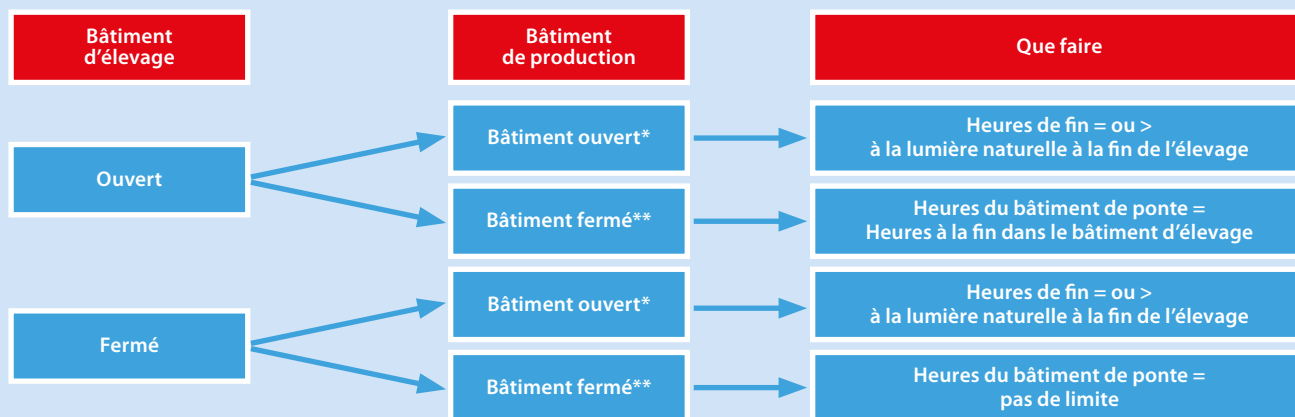 Bâtiment
d’élevage
Bâtiment
de production
Que faire
Ouvert
Bâtiment ouvert*
Heures de fin = ou >
à la lumière naturelle à la fin de l’élevage
Bâtiment fermé**
Heures du bâtiment de ponte =
Heures à la fin dans le bâtiment d’élevage
Fermé
Bâtiment ouvert*
Heures de fin = ou >
à la lumière naturelle à la fin de l’élevage
Bâtiment fermé**
Heures du bâtiment de ponte =
pas de limite